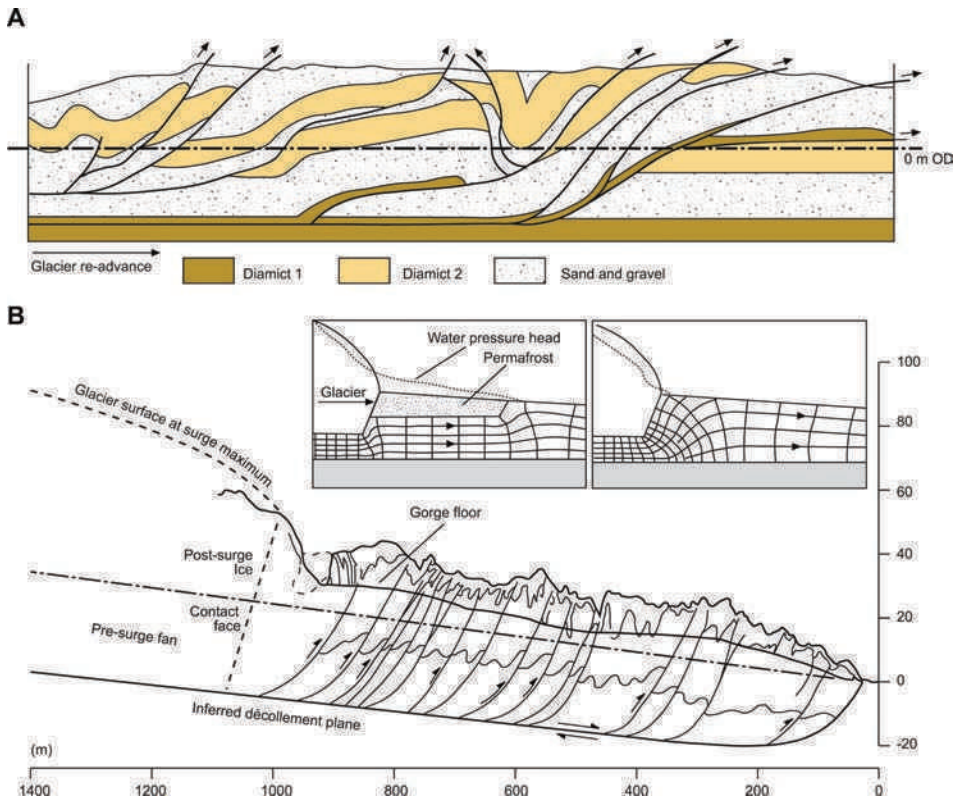 A
0 m OD
Glacier re-advance
Diamict 1
Diamict 2
Sand and gravel
B
Water pressure head
Permafrost
Glacier
100
80
60
40
20
0
-20
Glacier surface at surge maximum
Gorge floor
Post-surge
Ice
Contact
face
Pre-surge fan
Inferred décollement plane
(m)
1400
1200
1000
800
600
400
200
0